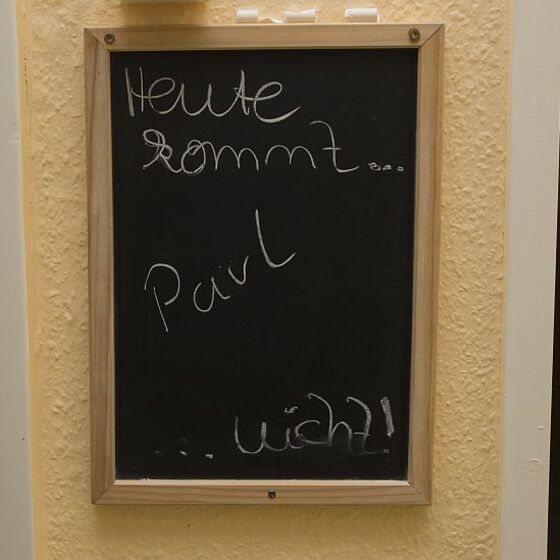 Heute
kommt...
Paul
... nicht!